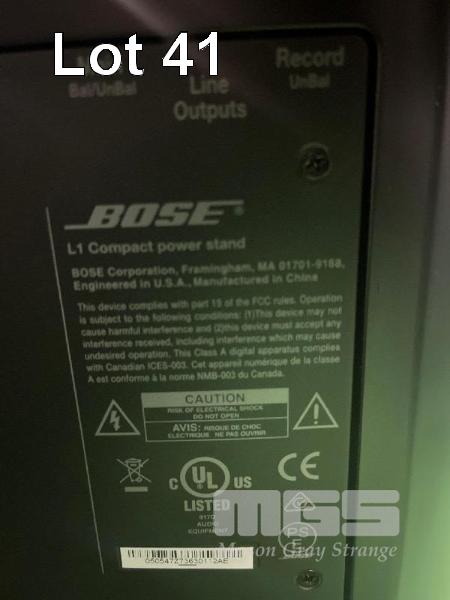 Lot 41
Record
Bal/UnBal
Line
UnBal
Outputs
BOSE®
L1 Compact power stand
BOSE Corporation, Framingham, MA 01701-9168,
Engineered in U.S.A., Manufactured in China
This device complies with part 15 of the FCC rules. Operation
is subject to the following conditions: (1)This device may not
cause harmful interference and (2)this device must accept any
interference received, including interference which may cause
undesired operation. This Class A digital apparatus complies
with Canadian ICES-003. Cet appareil numérique de la classe
A est conforme à la norme NMB-003 du Canada.
CAUTION
RISK OF ELECTRICAL SHOCK
DO NOT OPEN
AVIS: RISQUE DE CHOC
ELECTRIQUE NE PAS OUVRIR
C UL US
CE
LISTED
917D
AUDIO
EQUIPMENT
MGS
PS
E
Mason Gray Strange
050547Z73630112AE